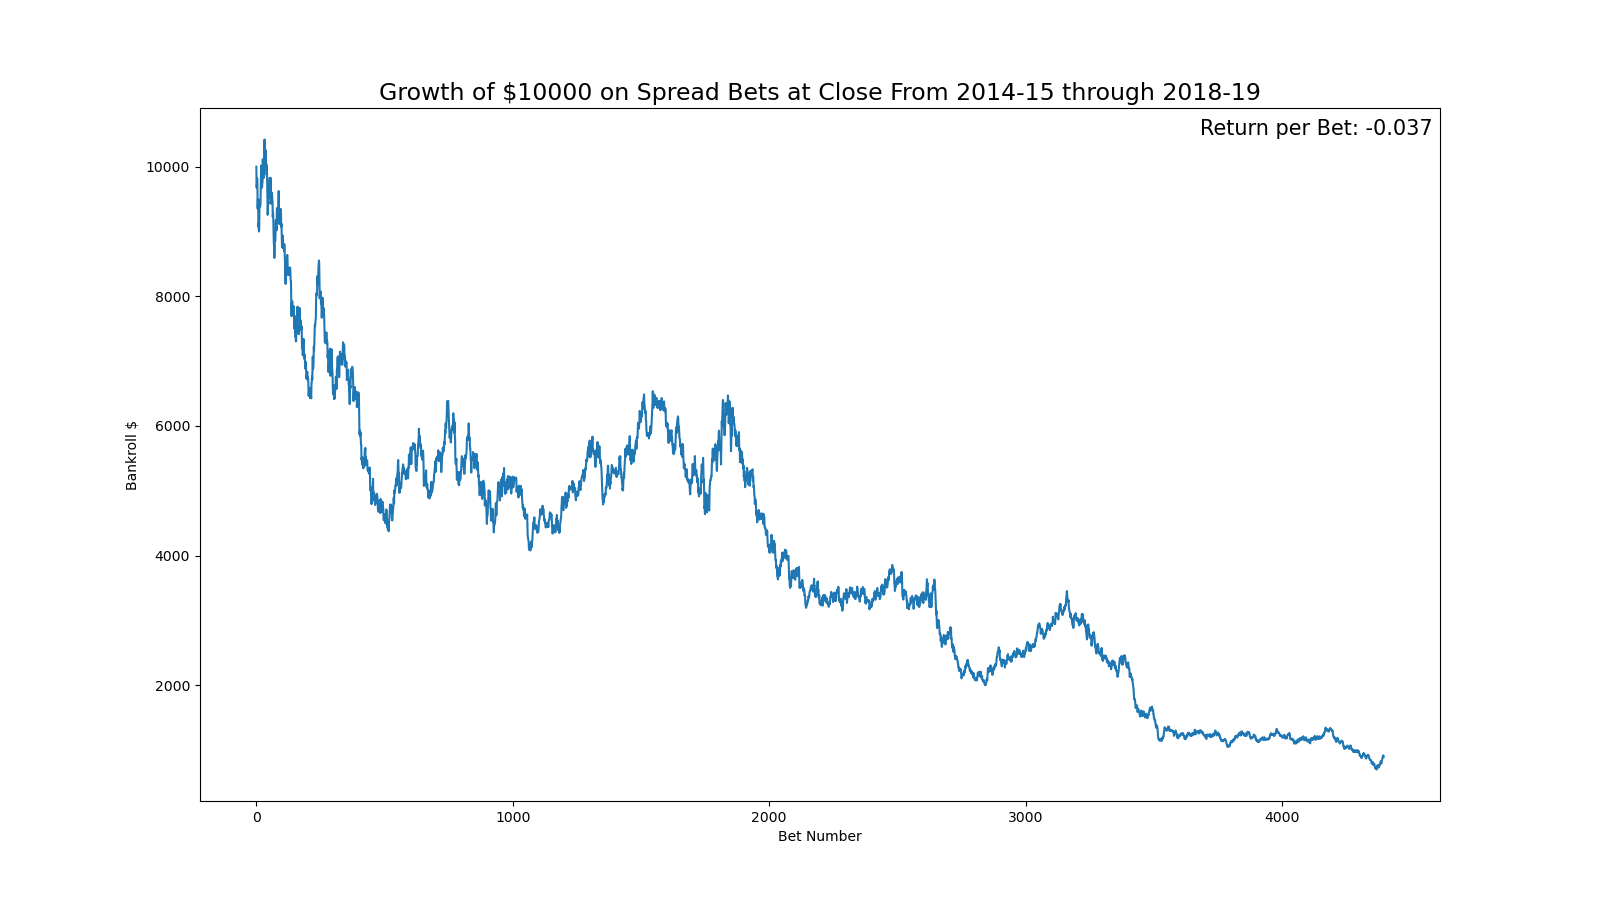 Growth of $10000 on Spread Bets at Close From 2014-15 through 2018-19
Return per Bet: -0.037
10000
8000
6000
4000
2000
Bankroll $
0
1000
2000
3000
4000
Bet Number